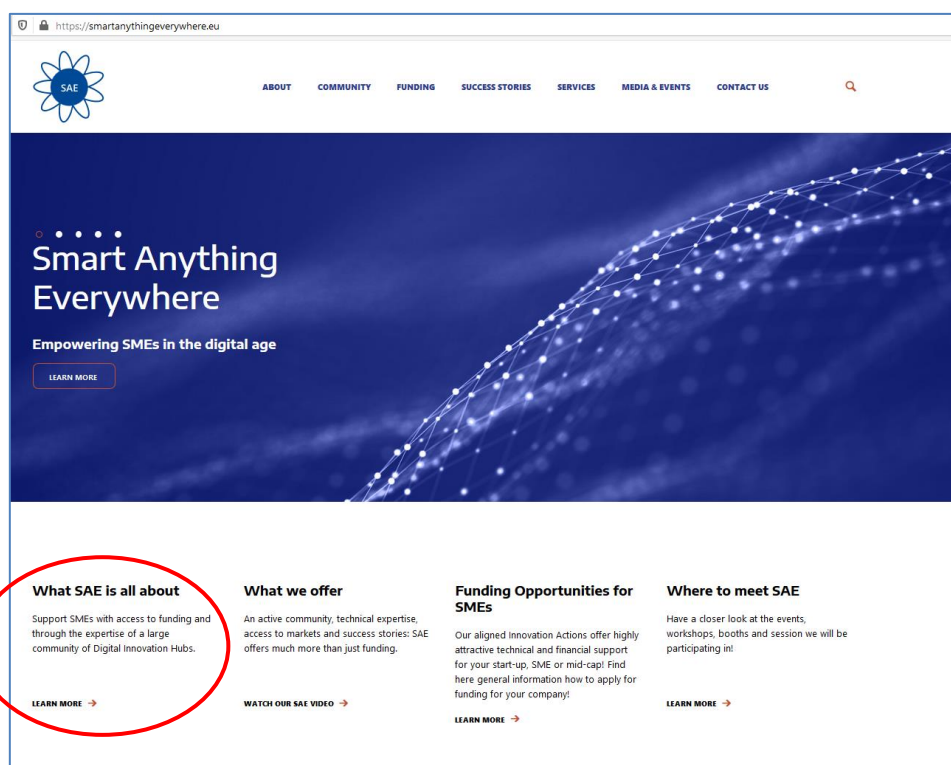 https://smartanythingeverywhere.eu
SAE
ABOUT COMMUNITY FUNDING SUCCESS STORIES SERVICES MEDIA & EVENTS CONTACT US
Smart Anything
Everywhere
Empowering SMEs in the digital age
LEARN MORE
What SAE is all about
Support SMEs with access to funding and
through the expertise of a large
community of Digital Innovation Hubs.
LEARN MORE →
What we offer
An active community, technical expertise,
access to markets and success stories: SAE
offers much more than just funding.
WATCH OUR SAE VIDEO →
Funding Opportunities for
SMEs
Our aligned Innovation Actions offer highly
attractive technical and financial support
for your start-up, SME or mid-cap! Find
here general information how to apply for
funding for your company!
LEARN MORE →
Where to meet SAE
Have a closer look at the events,
workshops, booths and session we will be
participating in!
LEARN MORE →